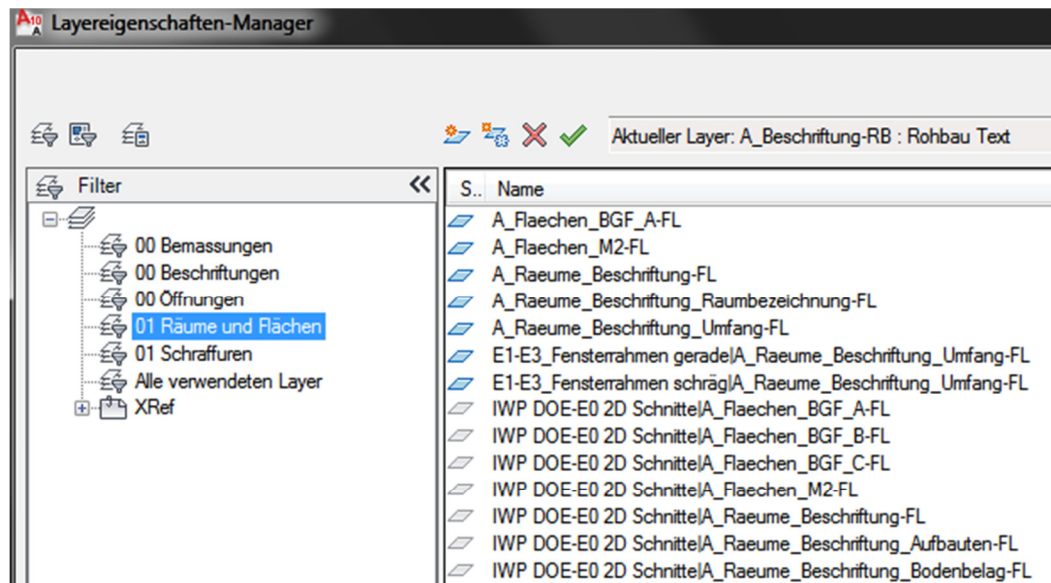 A10
A
Layereigenschaften-Manager
Aktueller Layer: A_Beschriftung-RB : Rohbau Text
Filter
00 Bemassungen
00 Beschriftungen
00 Öffnungen
01 Räume und Flächen
01 Schraffuren
Alle verwendeten Layer
XRef
S.. Name
A_Flaechen_BGF_A-FL
A_Flaechen_M2-FL
A_Raeume_Beschriftung-FL
A_Raeume_Beschriftung_Raumbezeichnung-FL
A_Raeume_Beschriftung_Umfang-FL
E1-E3_Fensterrahmen gerade|A_Raeume_Beschriftung_Umfang-FL
E1-E3_Fensterrahmen schräg|A_Raeume_Beschriftung_Umfang-FL
IWP DOE-E0 2D Schnitte|A_Flaechen_BGF_A-FL
IWP DOE-E0 2D Schnitte|A_Flaechen_BGF_B-FL
IWP DOE-E0 2D Schnitte|A_Flaechen_BGF_C-FL
IWP DOE-E0 2D Schnitte|A_Flaechen_M2-FL
IWP DOE-E0 2D Schnitte|A_Raeume_Beschriftung-FL
IWP DOE-E0 2D Schnitte|A_Raeume_Beschriftung_Aufbauten-FL
IWP DOE-E0 2D Schnitte|A_Raeume_Beschriftung_Bodenbelag-FL